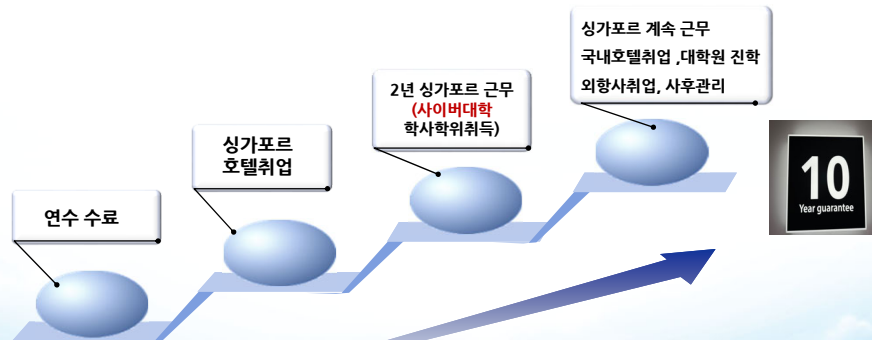 연수 수료
싱가포르
호텔취업
2년 싱가포르 근무
(사이버대학
학사학위취득)
싱가포르 계속 근무
국내호텔취업 ,대학원 진학
외항사취업, 사후관리
10
Year guarantee